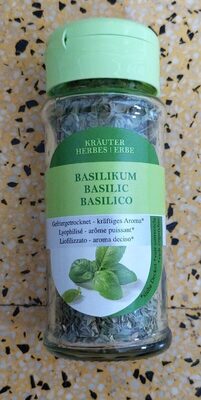 KRÄUTER
HERBES | ERBE
BASILIKUM
BASILIC
BASILICO
Gefriergetrocknet - kräftiges Aroma*
Lyophilisé - arôme puissant*
Liofilizzato - aroma deciso*